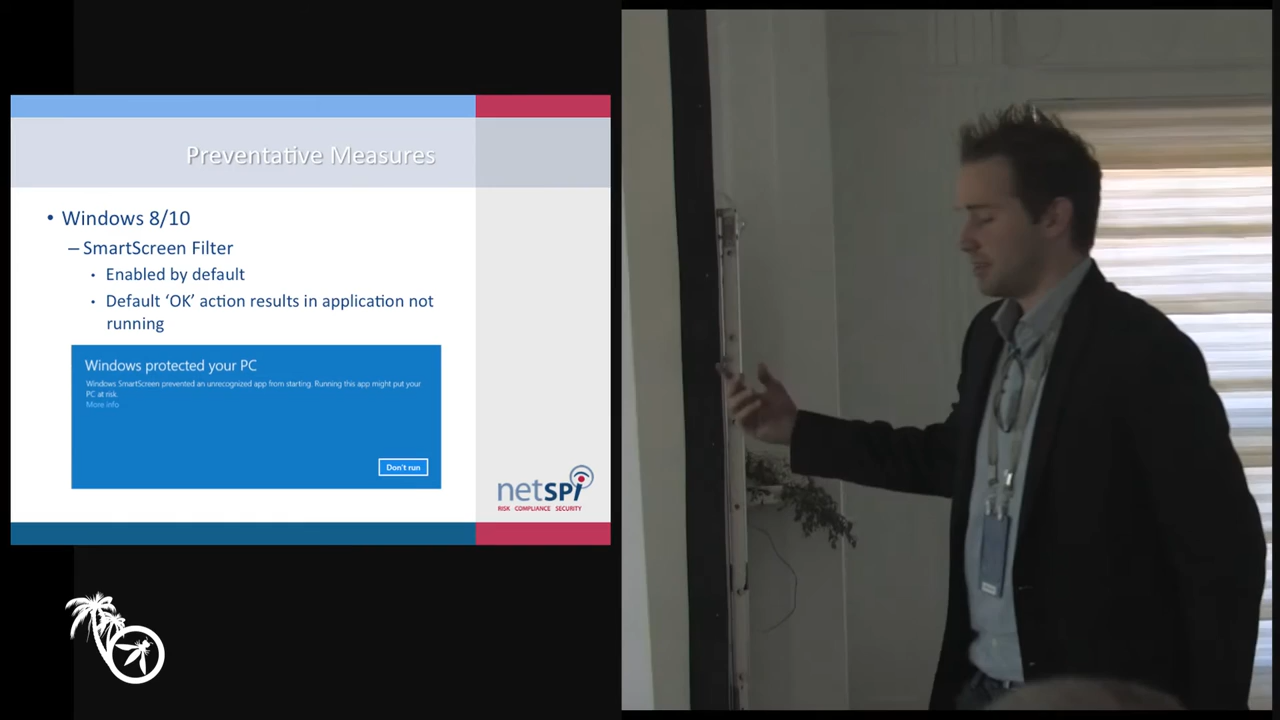 Preventative Measures
• Windows 8/10
– SmartScreen Filter
• Enabled by default
• Default ‘OK’ action results in application not
running
Windows protected your PC
Windows SmartScreen prevented an unrecognized app from starting. Running this app might put your
PC at risk.
More info
Don't run
netSPi
RISK COMPLIANCE SECURITY